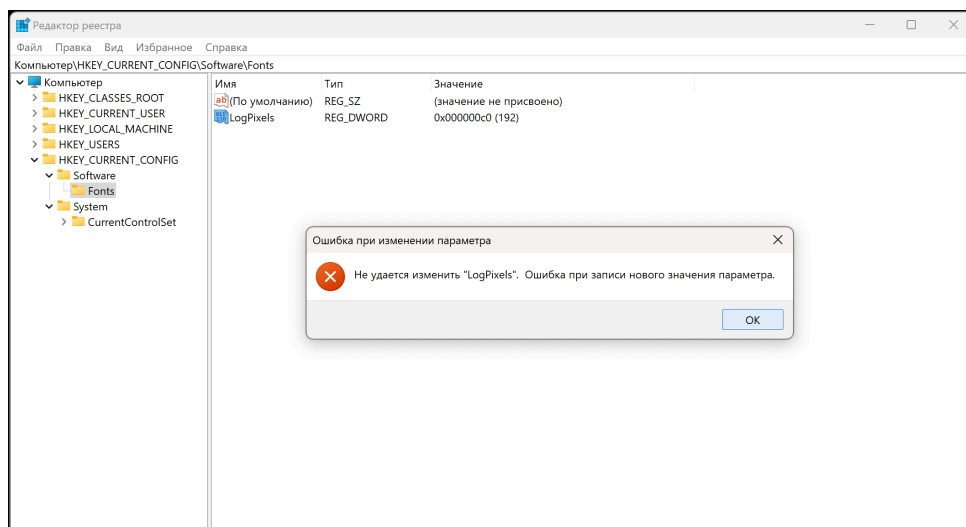 Редактор реестра
Файл Правка Вид Избранное Справка
Компьютер\HKEY_CURRENT_CONFIG\Software\Fonts
Компьютер
HKEY_CLASSES_ROOT
HKEY_CURRENT_USER
HKEY_LOCAL_MACHINE
HKEY_USERS
HKEY_CURRENT_CONFIG
Software
Fonts
System
CurrentControlSet
Имя Тип Значение
(По умолчанию) REG_SZ (значение не присвоено)
LogPixels REG_DWORD 0x000000c0 (192)
Ошибка при изменении параметра
Не удается изменить "LogPixels". Ошибка при записи нового значения параметра.
OK